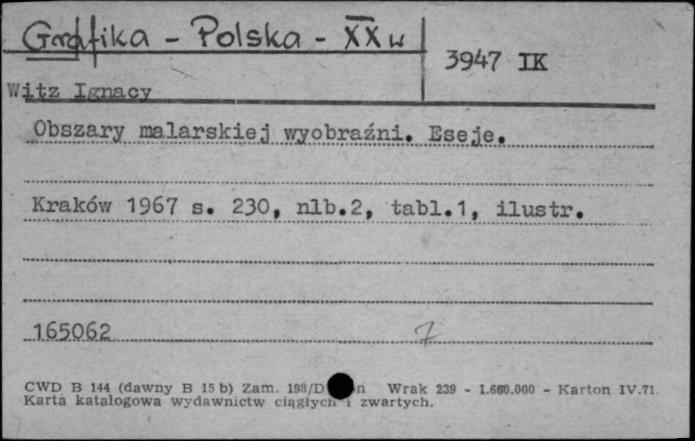 Grafika - Polska - XX w
3947 IK
Witz Ignacy
Obszary malarskiej wyobraźni. Eseje.
Kraków 1967 s. 230, nlb.2, tabl.1, ilustr.
165062 7
CWD B 144 (dawny B 15 b) Zam. Wrak 239 - 1.660.000 - Karton IV.71.
Karta katalogowa wydawnictw ciągłych i zwartych.